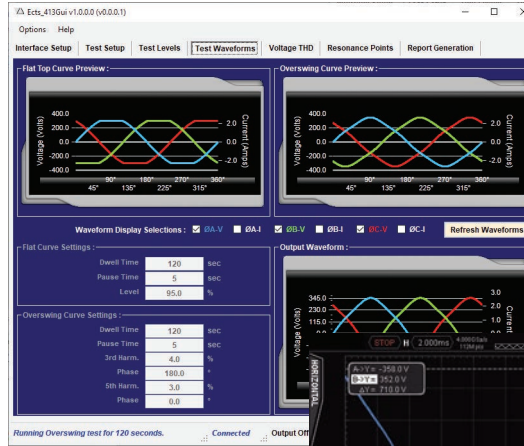 Ects_413Gui v1.0.0.0 (v0.0.0.1)
Options Help
Interface Setup Test Setup Test Levels Test Waveforms Voltage THD Resonance Points Report Generation
Flat Top Curve Preview :
Voltage (Volts)
400.0
200.0
0.0
-200.0
-400.0
90° 180° 270° 360°
45° 135° 225° 315°
2.0
0.0
-2.0
Current (Amps)
Overswing Curve Preview :
Voltage (Volts)
400.0
200.0
0.0
-200.0
-400.0
90° 180° 270° 360°
45° 135° 225° 315°
2.0
0.0
-2.0
Current (Amps)
Waveform Display Selections : ØA-V ØA-I ØB-V ØB-I ØC-V ØC-I Refresh Waveforms
Flat Curve Settings :
Dwell Time 120 sec
Pause Time 5 sec
Level 95.0 %
Overswing Curve Settings :
Dwell Time 120 sec
Pause Time 5 sec
3rd Harm. 4.0 %
Phase 180.0 °
5th Harm. 3.0 %
Phase 0.0 °
Output Waveform :
Voltage (Volts)
345.0
230.0
115.0
3.0
2.0
1.0
STOP H 2.000ms
HORIZONTAL
A->Y= -358.0 V
B->Y= 352.0 V
ΔY= 710.0 V
Running Overswing test for 120 seconds. Connected Output Off